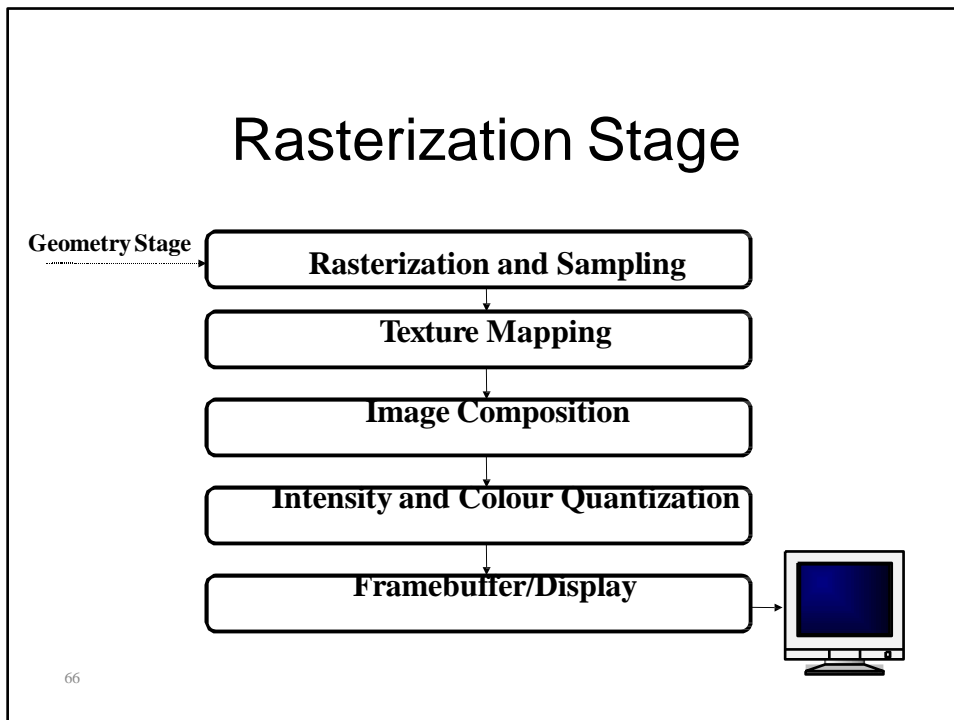 Rasterization Stage
Geometry Stage
Rasterization and Sampling
Texture Mapping
Image Composition
Intensity and Colour Quantization
Framebuffer/Display
66